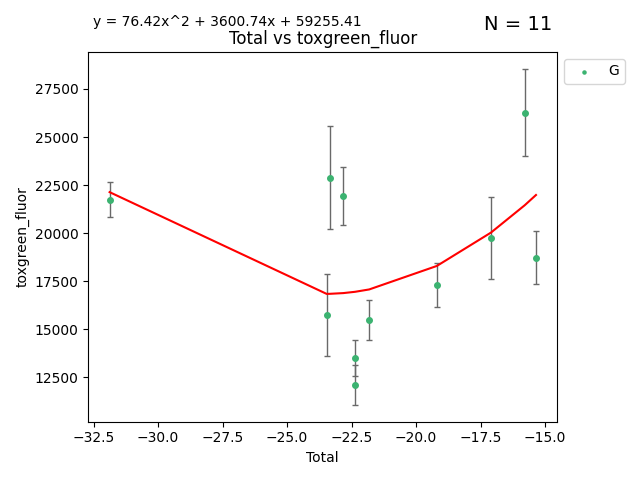 y = 76.42x^2 + 3600.74x + 59255.41
N = 11
Total vs toxgreen_fluor
G
toxgreen_fluor
27500
25000
22500
20000
17500
15000
12500
−32.5 −30.0 −27.5 −25.0 −22.5 −20.0 −17.5 −15.0
Total